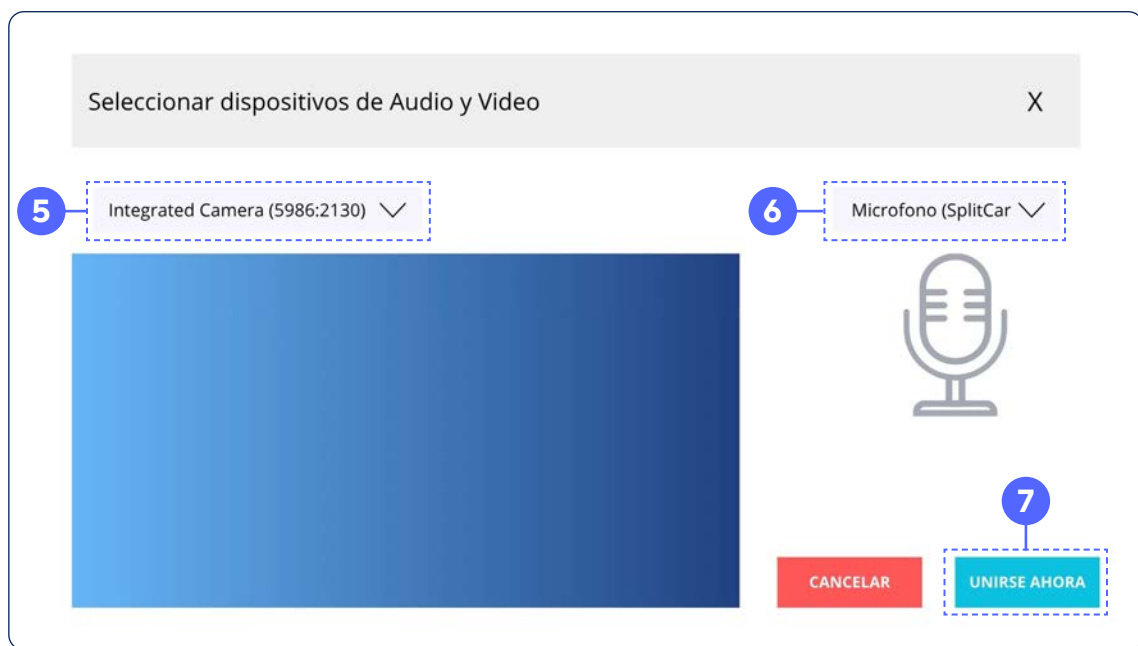 Seleccionar dispositivos de Audio y Video X
5 Integrated Camera (5986:2130)
6 Microfono (SplitCar
7
CANCELAR
UNIRSE AHORA